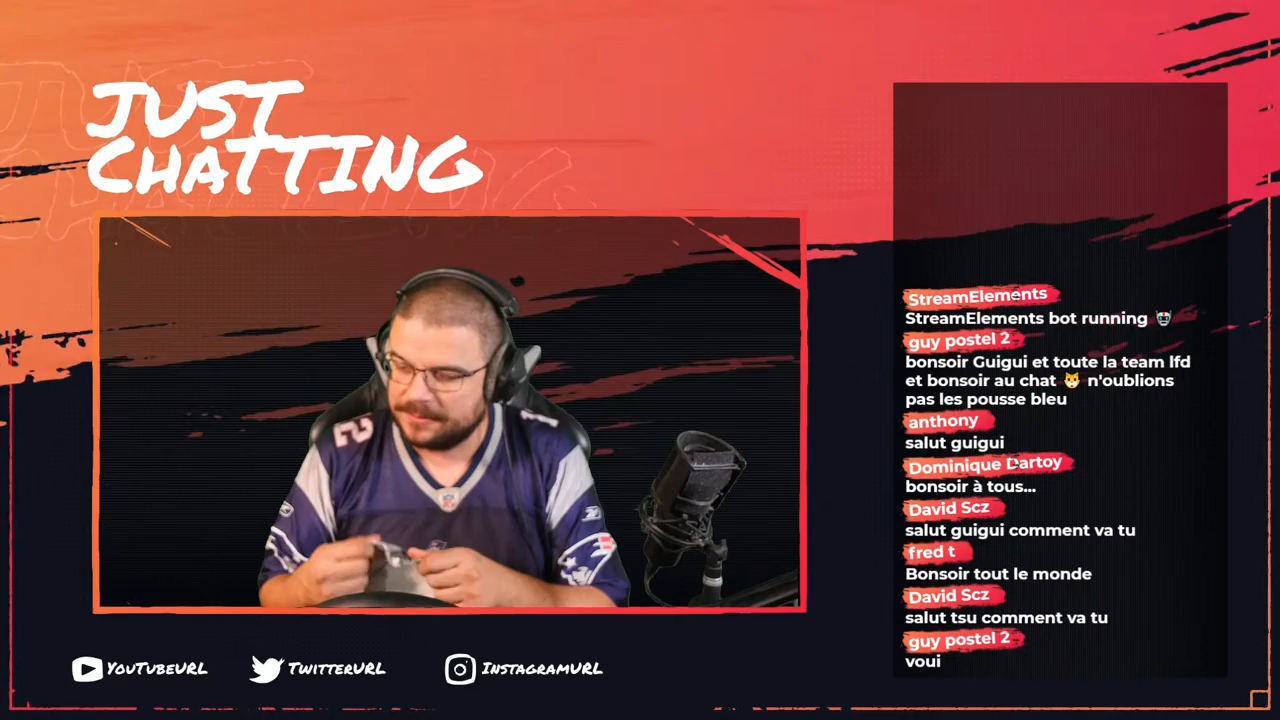 JUST
CHATTING
StreamElements
StreamElements bot running
guy postel 2
bonsoir Guigui et toute la team lfd
et bonsoir au chat n'oublions
pas les pousse bleu
anthony
salut guigui
Dominique Dartoy
bonsoir à tous...
David Scz
salut guigui comment va tu
fred t
Bonsoir tout le monde
David Scz
salut tsu comment va tu
guy postel 2
voui
YouTubeURL
TwitterURL
InstagramURL